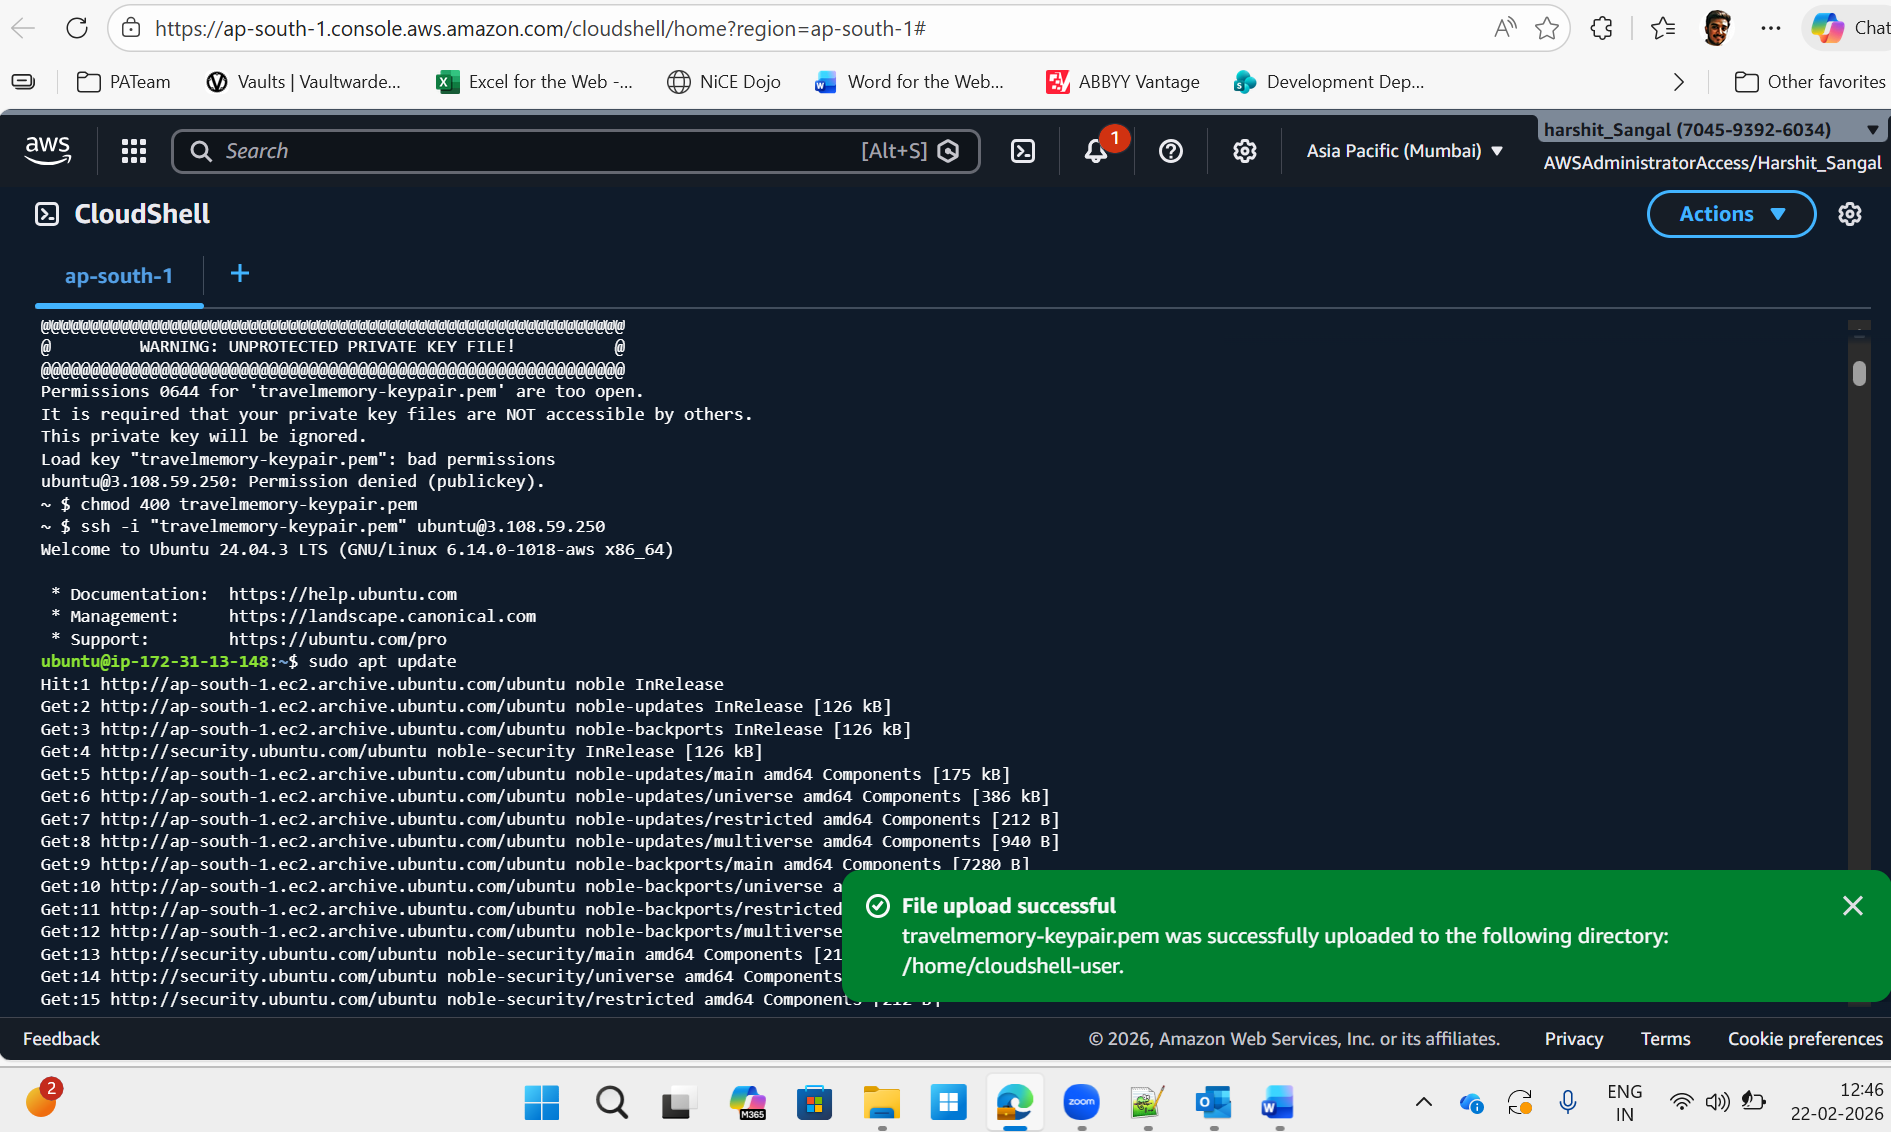 https://ap-south-1.console.aws.amazon.com/cloudshell/home?region=ap-south-1#
Chat
PATeam
Vaults | Vaultwarde...
Excel for the Web -...
NiCE Dojo
Word for the Web...
ABBYY Vantage
Development Dep...
Other favorites
aws
Search
[Alt+S]
1
Asia Pacific (Mumbai)
harshit_Sangal (7045-9392-6034)
AWSAdministratorAccess/Harshit_Sangal
CloudShell
Actions
ap-south-1
+
@@@@@@@@@@@@@@@@@@@@@@@@@@@@@@@@@@@@@@@@@@@@@@@@@@@@@@@@@@@
@         WARNING: UNPROTECTED PRIVATE KEY FILE!          @
@@@@@@@@@@@@@@@@@@@@@@@@@@@@@@@@@@@@@@@@@@@@@@@@@@@@@@@@@@@
Permissions 0644 for 'travelmemory-keypair.pem' are too open.
It is required that your private key files are NOT accessible by others.
This private key will be ignored.
Load key "travelmemory-keypair.pem": bad permissions
ubuntu@3.108.59.250: Permission denied (publickey).
~ $ chmod 400 travelmemory-keypair.pem
~ $ ssh -i "travelmemory-keypair.pem" ubuntu@3.108.59.250
Welcome to Ubuntu 24.04.3 LTS (GNU/Linux 6.14.0-1018-aws x86_64)
* Documentation:  https://help.ubuntu.com
* Management:     https://landscape.canonical.com
* Support:        https://ubuntu.com/pro
ubuntu@ip-172-31-13-148:~$ sudo apt update
Hit:1 http://ap-south-1.ec2.archive.ubuntu.com/ubuntu noble InRelease
Get:2 http://ap-south-1.ec2.archive.ubuntu.com/ubuntu noble-updates InRelease [126 kB]
Get:3 http://ap-south-1.ec2.archive.ubuntu.com/ubuntu noble-backports InRelease [126 kB]
Get:4 http://security.ubuntu.com/ubuntu noble-security InRelease [126 kB]
Get:5 http://ap-south-1.ec2.archive.ubuntu.com/ubuntu noble-updates/main amd64 Components [175 kB]
Get:6 http://ap-south-1.ec2.archive.ubuntu.com/ubuntu noble-updates/universe amd64 Components [386 kB]
Get:7 http://ap-south-1.ec2.archive.ubuntu.com/ubuntu noble-updates/restricted amd64 Components [212 B]
Get:8 http://ap-south-1.ec2.archive.ubuntu.com/ubuntu noble-updates/multiverse amd64 Components [940 B]
Get:9 http://ap-south-1.ec2.archive.ubuntu.com/ubuntu noble-backports/main amd64 Components [7280 B]
Get:10 http://ap-south-1.ec2.archive.ubuntu.com/ubuntu noble-backports/universe a
Get:11 http://ap-south-1.ec2.archive.ubuntu.com/ubuntu noble-backports/restricted
Get:12 http://ap-south-1.ec2.archive.ubuntu.com/ubuntu noble-backports/multiverse
Get:13 http://security.ubuntu.com/ubuntu noble-security/main amd64 Components [21
Get:14 http://security.ubuntu.com/ubuntu noble-security/universe amd64 Components
Get:15 http://security.ubuntu.com/ubuntu noble-security/restricted amd64 Components [212 B]
File upload successful
travelmemory-keypair.pem was successfully uploaded to the following directory:
/home/cloudshell-user.
Feedback
© 2026, Amazon Web Services, Inc. or its affiliates.
Privacy
Terms
Cookie preferences
2
M365
zoom
ENG
IN
12:46
22-02-2026